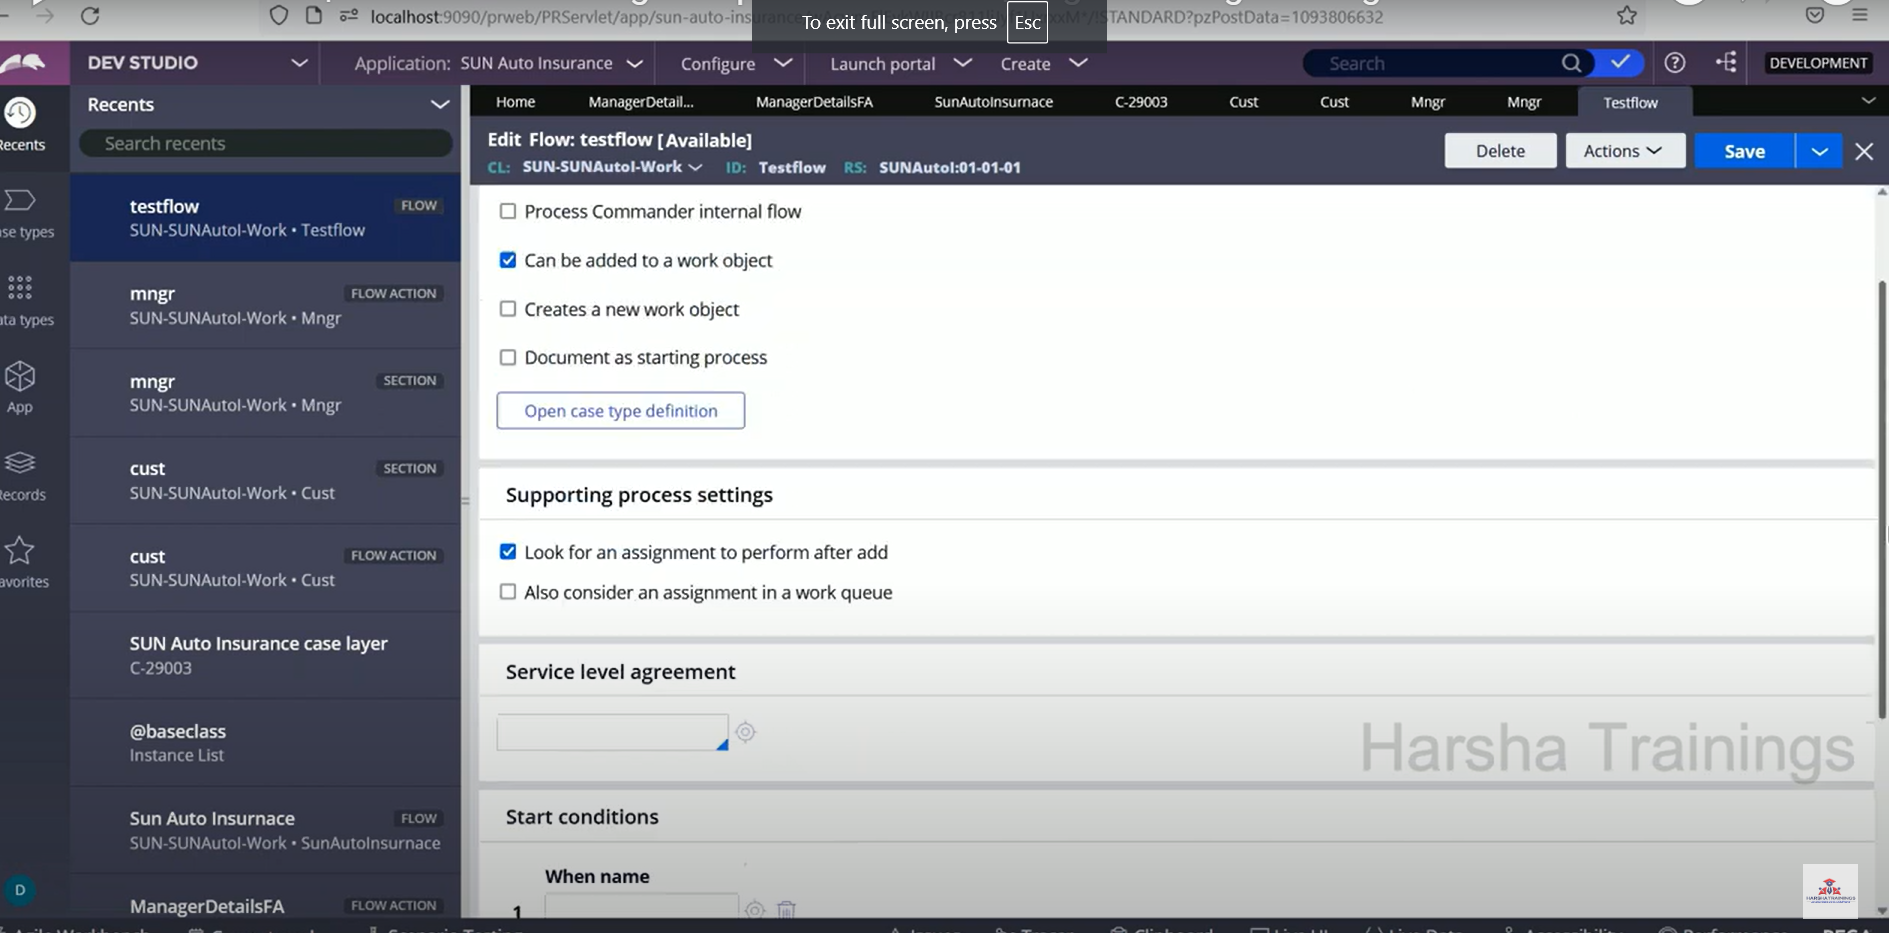 localhost:9090/prweb/PRServlet/app/sun-auto-insuranc
!STANDARD?pzPostData=1093806632
To exit full screen, press Esc
DEV STUDIO
Application: SUN Auto Insurance
Configure
Launch portal
Create
Search
DEVELOPMENT
Recents
Home
ManagerDetail...
ManagerDetailsFA
SunAutoInsurnace
C-29003
Cust
Cust
Mngr
Mngr
Testflow
Recents
Search recents
Edit Flow: testflow [Available]
CL: SUN-SUNAutoI-Work ID: Testflow RS: SUNAutoI:01-01-01
Delete
Actions
Save
ase types
ata types
App
Records
avorites
D
testflow FLOW
SUN-SUNAutoI-Work • Testflow
mngr FLOW ACTION
SUN-SUNAutoI-Work • Mngr
mngr SECTION
SUN-SUNAutoI-Work • Mngr
cust SECTION
SUN-SUNAutoI-Work • Cust
cust FLOW ACTION
SUN-SUNAutoI-Work • Cust
SUN Auto Insurance case layer
C-29003
@baseclass
Instance List
Sun Auto Insurnace FLOW
SUN-SUNAutoI-Work • SunAutoInsurnace
ManagerDetailsFA FLOW ACTION
Process Commander internal flow
Can be added to a work object
Creates a new work object
Document as starting process
Open case type definition
Supporting process settings
Look for an assignment to perform after add
Also consider an assignment in a work queue
Service level agreement
Harsha Trainings
Start conditions
When name
1
HARSHA TRAININGS